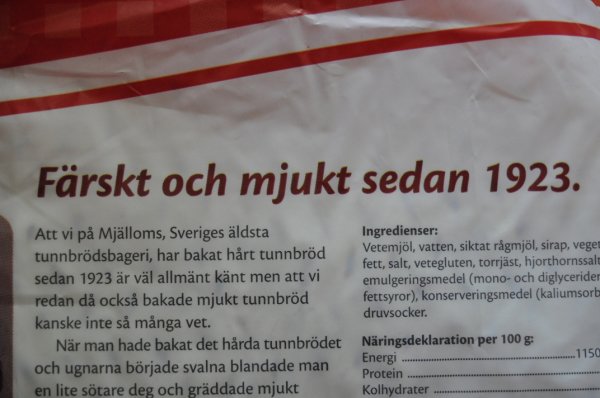 Färskt och mjukt sedan 1923.
Att vi på Mjälloms, Sveriges äldsta
tunnbrödsbageri, har bakat hårt tunnbröd
sedan 1923 är väl allmänt känt men att vi
redan då också bakade mjukt tunnbröd
kanske inte så många vet.
När man hade bakat det hårda tunnbrödet
och ugnarna började svalna blandade man
en lite sötare deg och gräddade mjukt
Ingredienser:
Vetemjöl, vatten, siktat rågmjöl, sirap, veget
fett, salt, vetegluten, torrjäst, hjorthornssalt
emulgeringsmedel (mono- och diglycerider
fettsyror), konserveringsmedel (kaliumsorb
druvsocker.
Näringsdeklaration per 100 g:
Energi ................................................1150
Protein ................................................
Kolhydrater ................................................